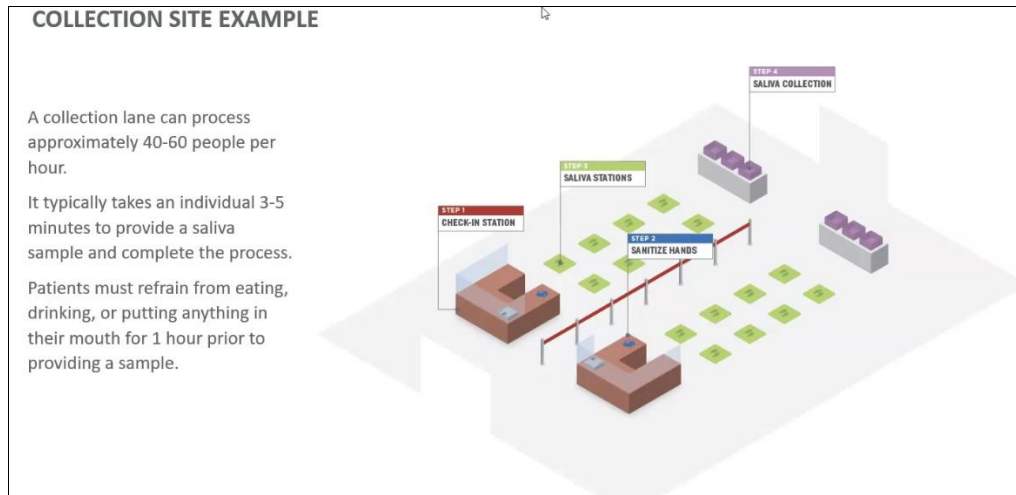 COLLECTION SITE EXAMPLE
A collection lane can process
approximately 40-60 people per
hour.
It typically takes an individual 3-5
minutes to provide a saliva
sample and complete the process.
Patients must refrain from eating,
drinking, or putting anything in
their mouth for 1 hour prior to
providing a sample.
STEP 1
CHECK-IN STATION
STEP 2
SANITIZE HANDS
STEP 3
SALIVA STATIONS
STEP 4
SALIVA COLLECTION